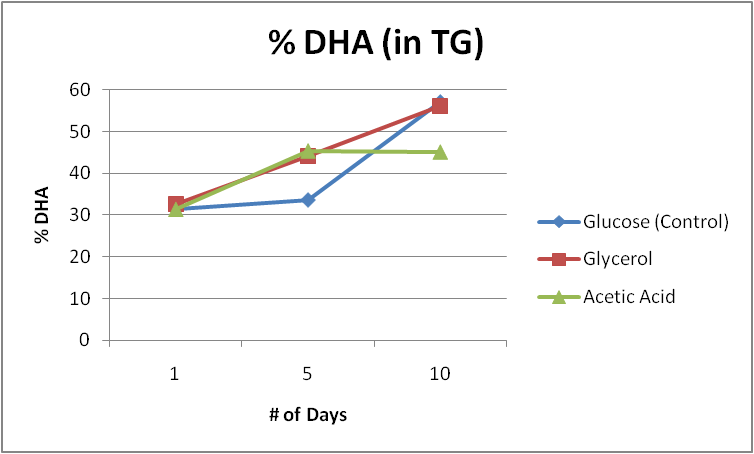 % DHA (in TG)
60
50
40
30
20
10
0
% DHA
1 5 10
# of Days
Glucose (Control)
Glycerol
Acetic Acid